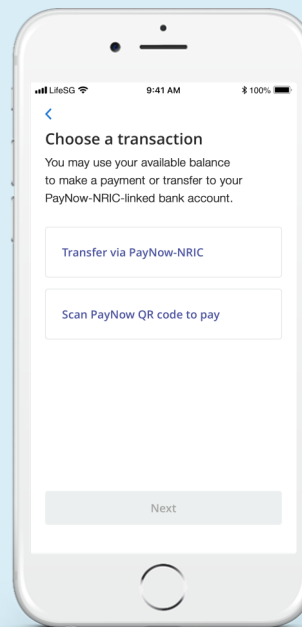 LifeSG 9:41 AM 100%
Choose a transaction
You may use your available balance
to make a payment or transfer to your
PayNow-NRIC-linked bank account.
Transfer via PayNow-NRIC
Scan PayNow QR code to pay
Next